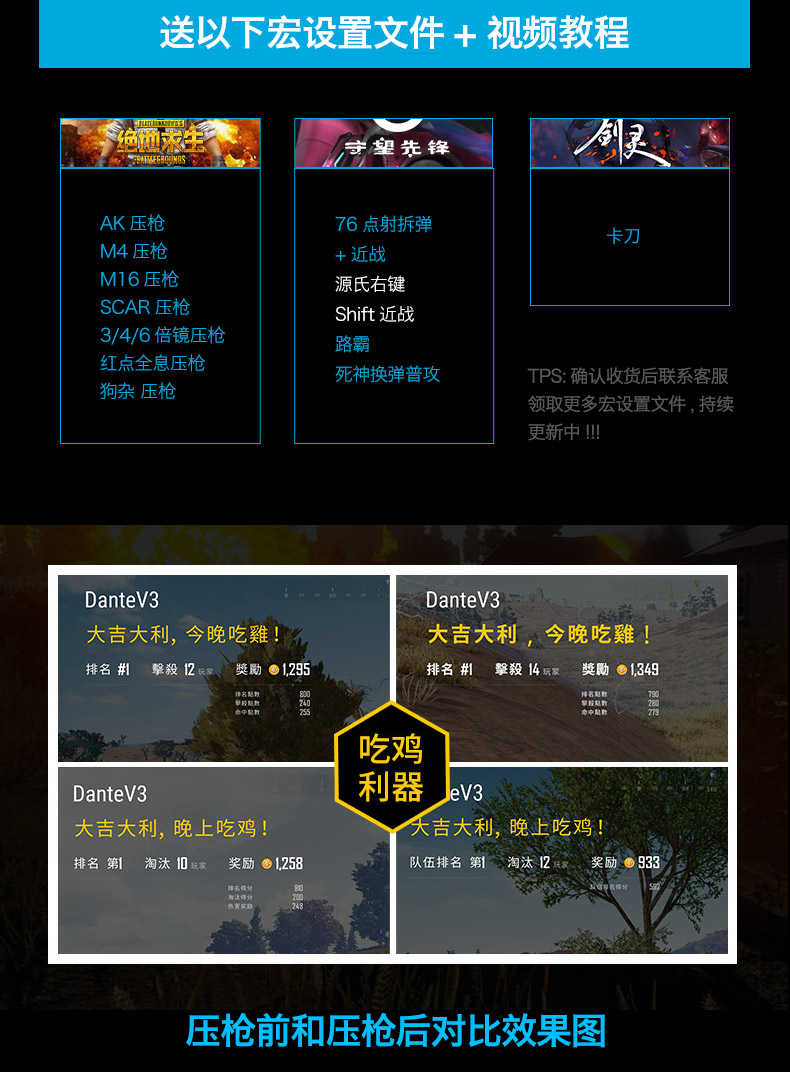 送以下宏设置文件 + 视频教程
PLAYERUNKNOWN'S
绝地求生
BATTLEGROUNDS
AK 压枪
M4 压枪
M16 压枪
SCAR 压枪
3/4/6 倍镜压枪
红点全息压枪
狗杂 压枪
守望先锋
76 点射拆弹
+ 近战
源氏右键
Shift 近战
路霸
死神换弹普攻
剑灵
卡刀
TPS: 确认收货后联系客服
领取更多宏设置文件 , 持续
更新中 !!!
DanteV3
大吉大利, 今晚吃雞!
排名 #1 擊殺 12 玩家 獎勵 1,295
排名點數 800
擊殺點數 240
命中點數 255
DanteV3
大吉大利 , 今晚吃雞 !
排名 #1 擊殺 14 玩家 獎勵 1,349
排名點數 790
擊殺點數 280
命中點數 279
吃鸡
利器
DanteV3
大吉大利, 晚上吃鸡!
排名 第1 淘汰 10 玩家 奖励 1,258
排名得分 810
淘汰得分 200
伤害奖励 248
eV3
大吉大利, 晚上吃鸡!
队伍排名 第1 淘汰 12 玩家 奖励 933
队伍排名得分 592
340
压枪前和压枪后对比效果图